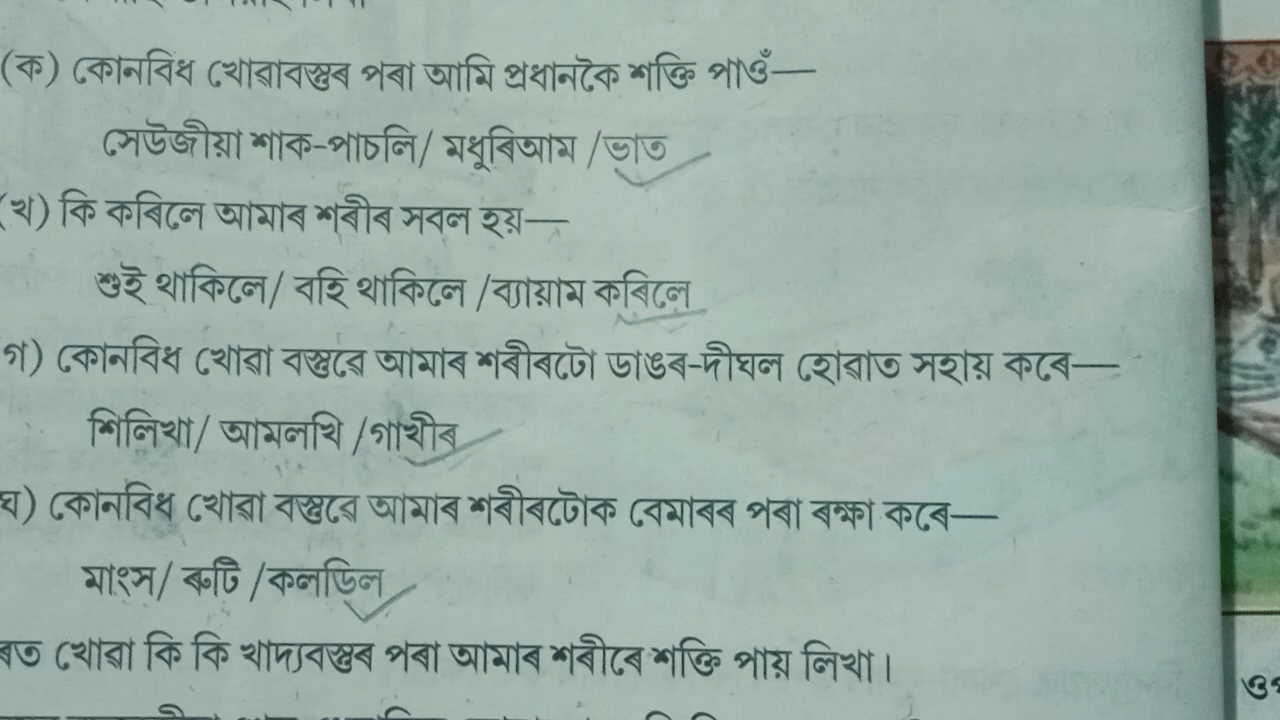 (ক) কোনবিধ খোৱাবস্তুৰ পৰা আমি প্ৰধানকৈ শক্তি পাওঁ—
সেউজীয়া শাক-পাচলি/ মধুৰিআম /ভাত
(খ) কি কৰিলে আমাৰ শৰীৰ সবল হয়—
শুই থাকিলে/ বহি থাকিলে /ব্যায়াম কৰিলে
গ) কোনবিধ খোৱা বস্তুৱে আমাৰ শৰীৰটো ডাঙৰ-দীঘল হোৱাত সহায় কৰে—
শিলিখা/ আমলখি /গাখীৰ
ঘ) কোনবিধ খোৱা বস্তুৱে আমাৰ শৰীৰটোক বেমাৰৰ পৰা ৰক্ষা কৰে—
মাংস/ ৰুটি /কলডিল
ৰত খোৱা কি কি খাদ্যবস্তুৰ পৰা আমাৰ শৰীৰে শক্তি পায় লিখা।